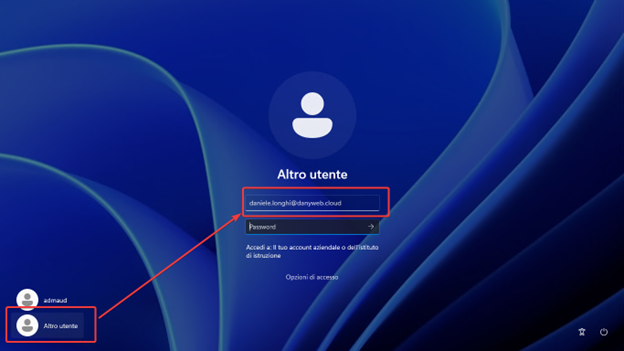 Altro utente
daniele.longhi@danyweb.cloud
Password
Accedi a: Il tuo account aziendale o dell'istituto
di istruzione
Opzioni di accesso
admaud
Altro utente